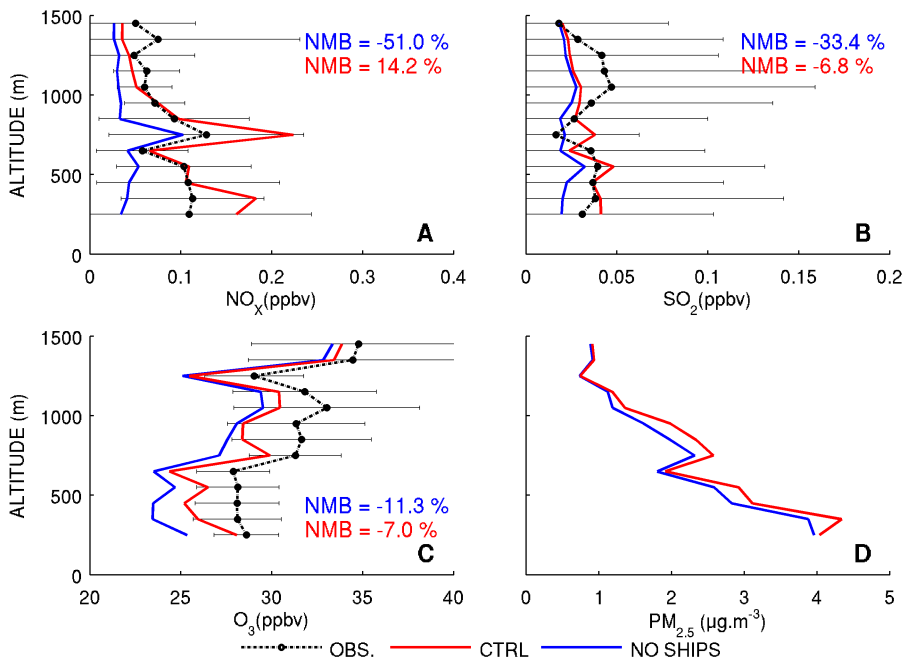 1500
1000
500
0
ALTITUDE (m)
NMB = -51.0 %
NMB = 14.2 %
A
0
0.1
0.2
0.3
0.4
NOX(ppbv)
NMB = -33.4 %
NMB = -6.8 %
B
0
0.05
0.1
0.15
0.2
SO2(ppbv)
1500
1000
500
0
ALTITUDE (m)
NMB = -11.3 %
NMB = -7.0 %
C
20
25
30
35
40
O3(ppbv)
D
0
1
2
3
4
5
PM2.5 (μg.m-3)
OBS.
CTRL
NO SHIPS